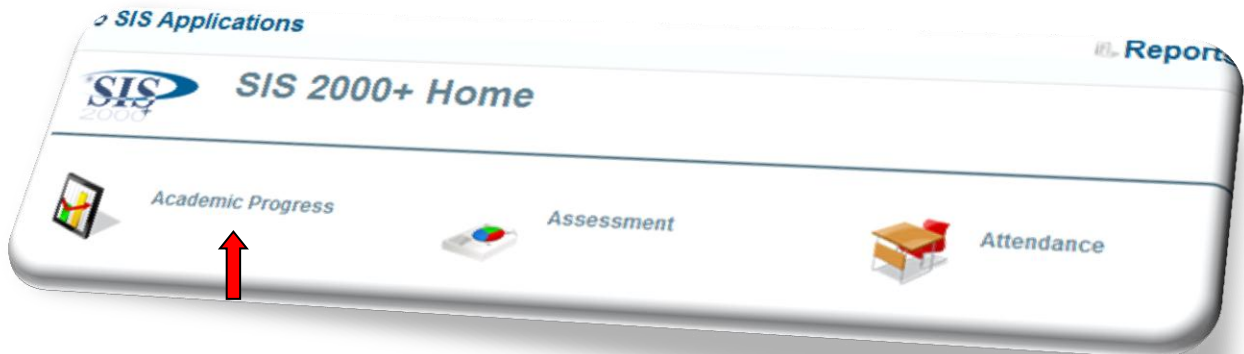 SIS Applications
Reports
SIS 2000+
SIS 2000+ Home
Academic Progress
Assessment
Attendance